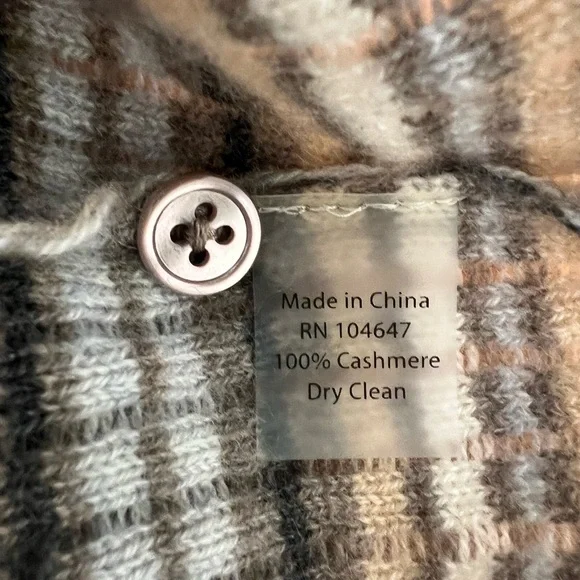 Made in China
RN 104647
100% Cashmere
Dry Clean